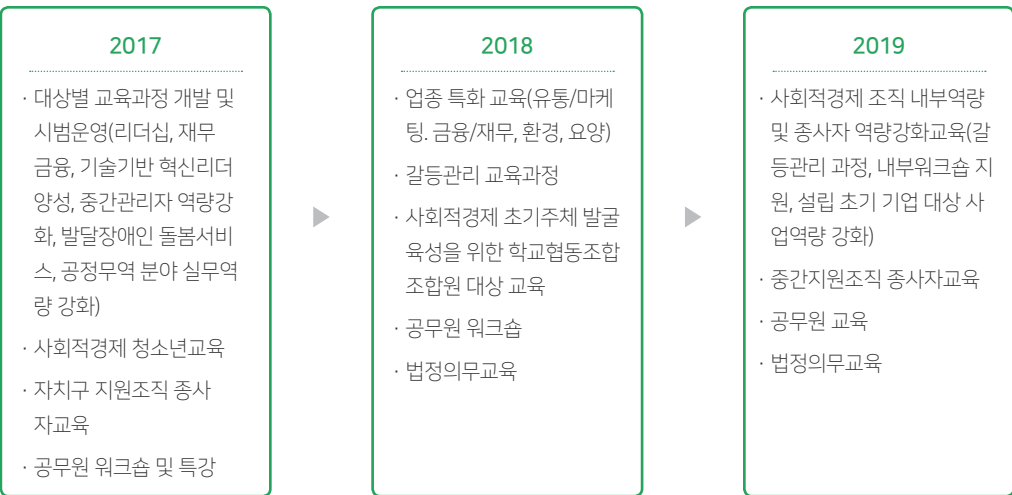 2017
· 대상별 교육과정 개발 및
시범운영(리더십, 재무
금융, 기술기반 혁신리더
양성, 중간관리자 역량강
화, 발달장애인 돌봄서비
스, 공정무역 분야 실무역
량 강화)
· 사회적경제 청소년교육
· 자치구 지원조직 종사
자교육
· 공무원 워크숍 및 특강
2018
· 업종 특화 교육(유통/마케
팅. 금융/재무, 환경, 요양)
· 갈등관리 교육과정
· 사회적경제 초기주체 발굴
육성을 위한 학교협동조합
조합원 대상 교육
· 공무원 워크숍
· 법정의무교육
2019
· 사회적경제 조직 내부역량
및 종사자 역량강화교육(갈
등관리 과정, 내부워크숍 지
원, 설립 초기 기업 대상 사
업역량 강화)
· 중간지원조직 종사자교육
· 공무원 교육
· 법정의무교육